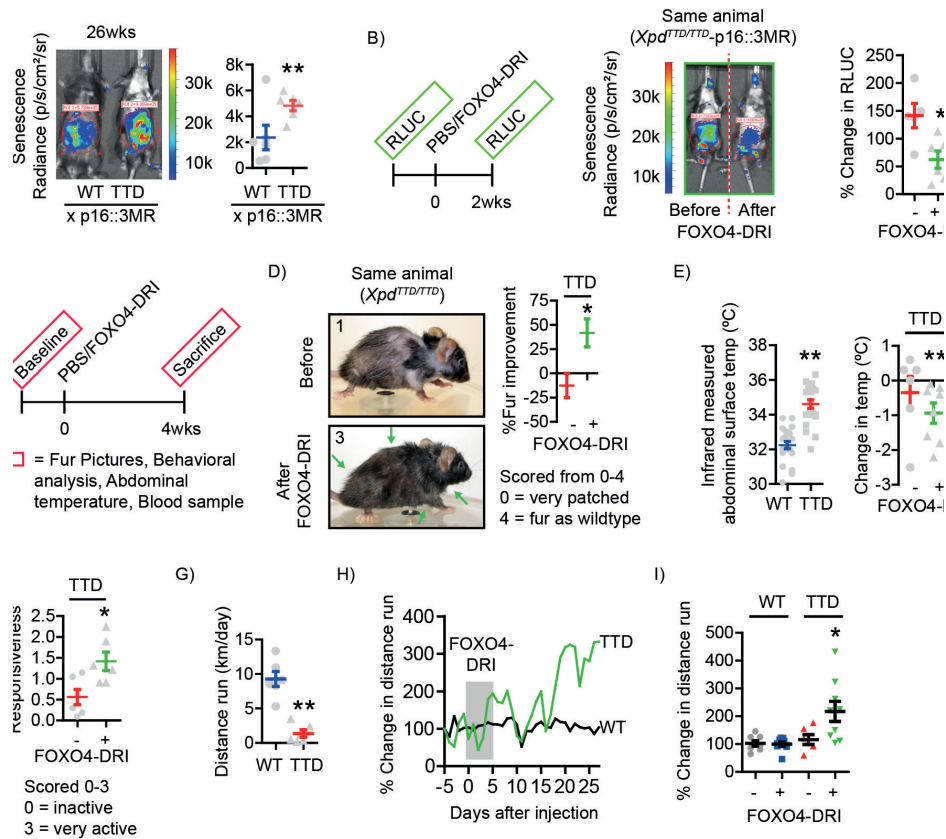 26wks
Senescence
Radiance (p/s/cm²/sr)
30k
20k
10k
WT TTD
x p16::3MR
8k
6k
4k
2k
0
**
WT TTD
x p16::3MR
B)
RLUC
PBS/FOXO4-DRI
RLUC
0
2wks
Same animal
(XpdTTD/TTD-p16::3MR)
Senescence
Radiance (p/s/cm²/sr)
30k
20k
10k
Before
After
FOXO4-DRI
% Change in RLUC
250
200
150
100
50
0
*
- +
Baseline
PBS/FOXO4-DRI
Sacrifice
0
4wks
= Fur Pictures, Behavioral
analysis, Abdominal
temperature, Blood sample
D)
Same animal
(XpdTTD/TTD)
Before
1
After
FOXO4-DRI
3
TTD
%Fur improvement
75
50
25
0
-25
-50
*
- +
FOXO4-DRI
Scored from 0-4
0 = very patched
4 = fur as wildtype
E)
Infrared measured
abdominal surface temp (ºC)
38
36
34
32
30
**
WT TTD
TTD
Change in temp (ºC)
1
0
-1
-2
-3
**
- +
TTD
Responsiveness
2.5
2.0
1.5
1.0
0.5
0.0
*
- +
FOXO4-DRI
Scored 0-3
0 = inactive
3 = very active
G)
Distance run (km/day)
15
10
5
0
**
WT TTD
H)
% Change in distance run
400
300
200
100
0
FOXO4-
DRI
TTD
WT
-5 0 5 10 15 20 25
Days after injection
I)
WT TTD
% Change in distance run
500
400
300
200
100
0
*
- + - +
FOXO4-DRI